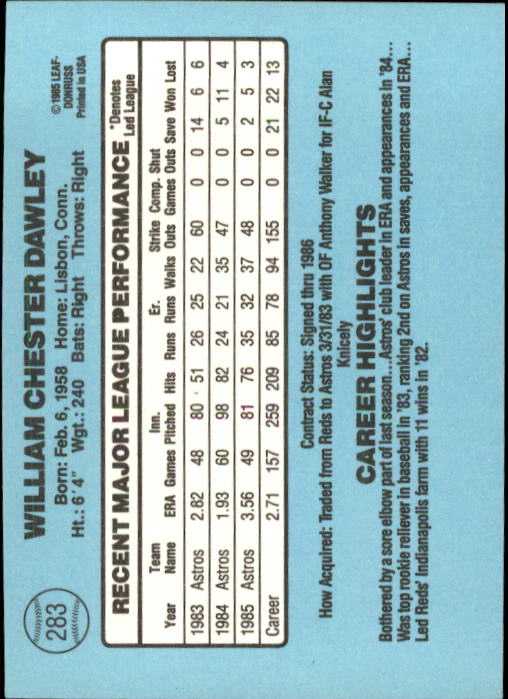 283
WILLIAM CHESTER DAWLEY
©1985 LEAF-
DONRUSS
Printed in USA
Born: Feb. 6, 1958 Home: Lisbon, Conn.
Ht.: 6'4" Wgt.: 240 Bats: Right Throws: Right
RECENT MAJOR LEAGUE PERFORMANCE
*Denotes
Led League
Team Inn. Er. Strike Comp. Shut
Year Name ERA Games Pitched Hits Runs Runs Walks Outs Games Outs Save Won Lost
1983 Astros 2.82 48 80 51 26 25 22 60 0 0 14 6 6
1984 Astros 1.93 60 98 82 24 21 35 47 0 0 5 11 4
1985 Astros 3.56 49 81 76 35 32 37 48 0 0 2 5 3
Career 2.71 157 259 209 85 78 94 155 0 0 21 22 13
Contract Status: Signed thru 1986
How Acquired: Traded from Reds to Astros 3/31/83 with OF Anthony Walker for IF-C Alan
Knicely
CAREER HIGHLIGHTS
Bothered by a sore elbow part of last season...Astros' club leader in ERA and appearances in '84...
Was top rookie reliever in baseball in '83, ranking 2nd on Astros in saves, appearances and ERA...
Led Reds' Indianapolis farm with 11 wins in '82.